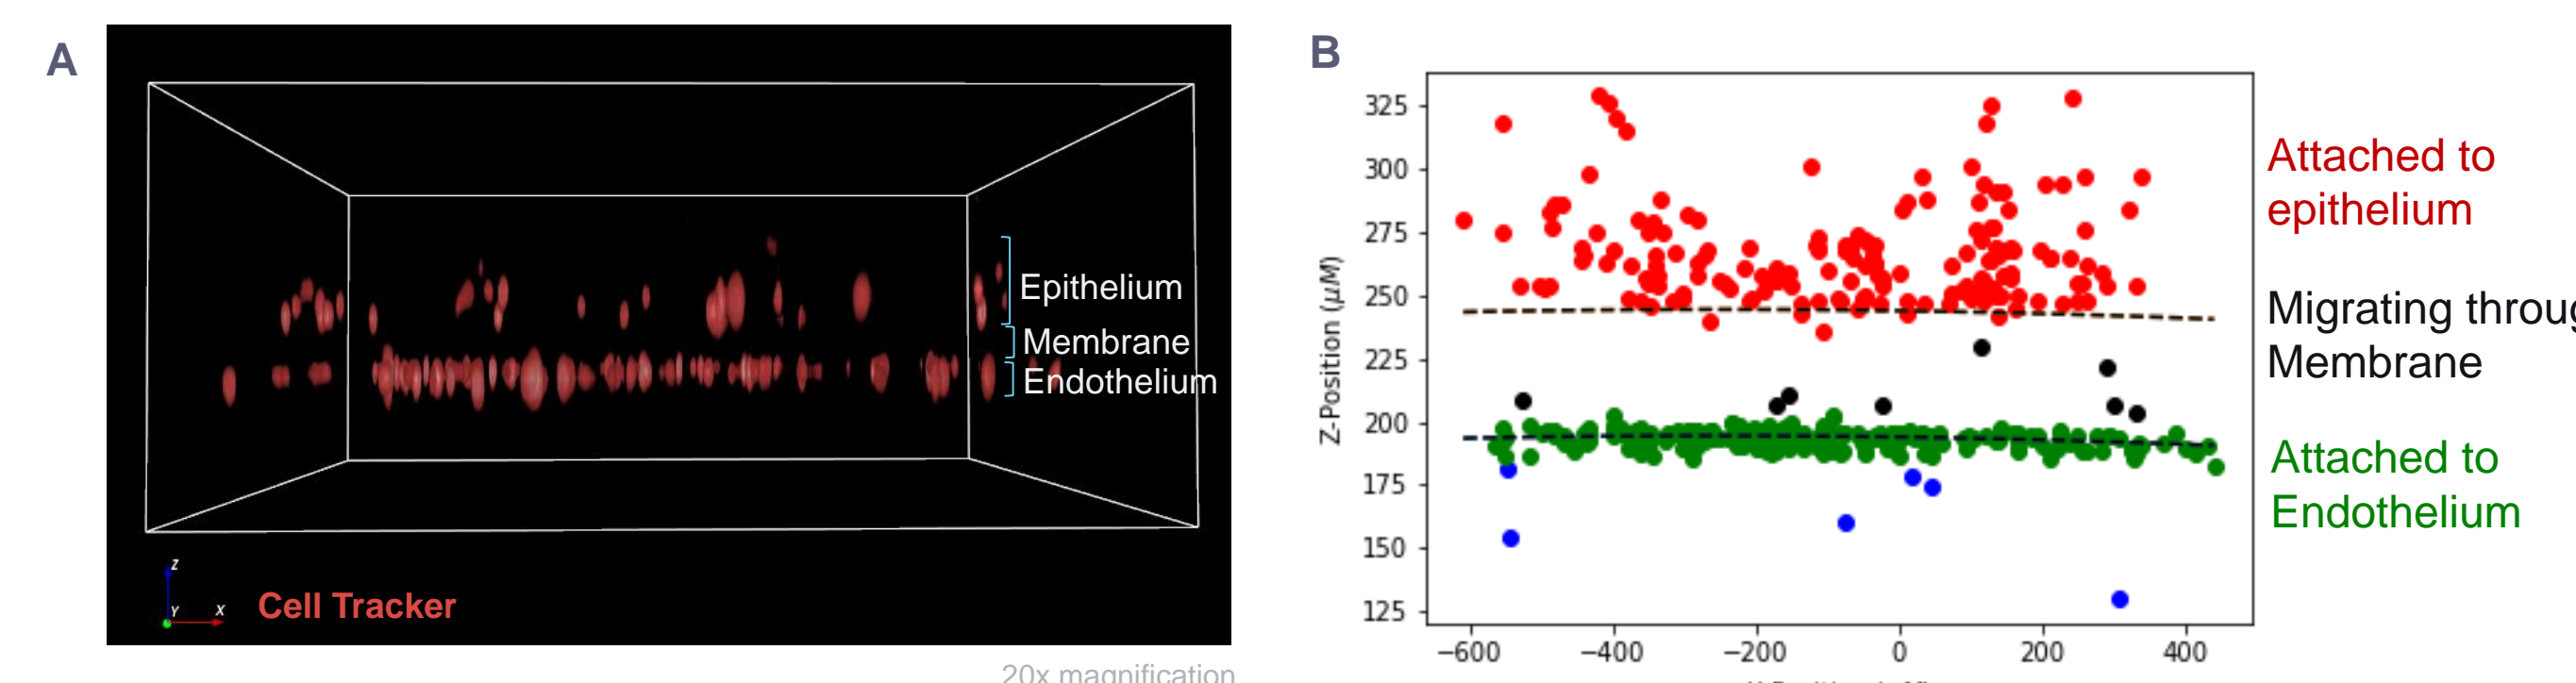 A
Epithelium
Membrane
Endothelium
Z
Y
X
Cell Tracker
20x magnification
B
325
300
275
250
225
200
175
150
125
Z-Position (μM)
−600
−400
−200
0
200
400
Attached to
epithelium
Migrating
Membrane
Attached to
Endothelium